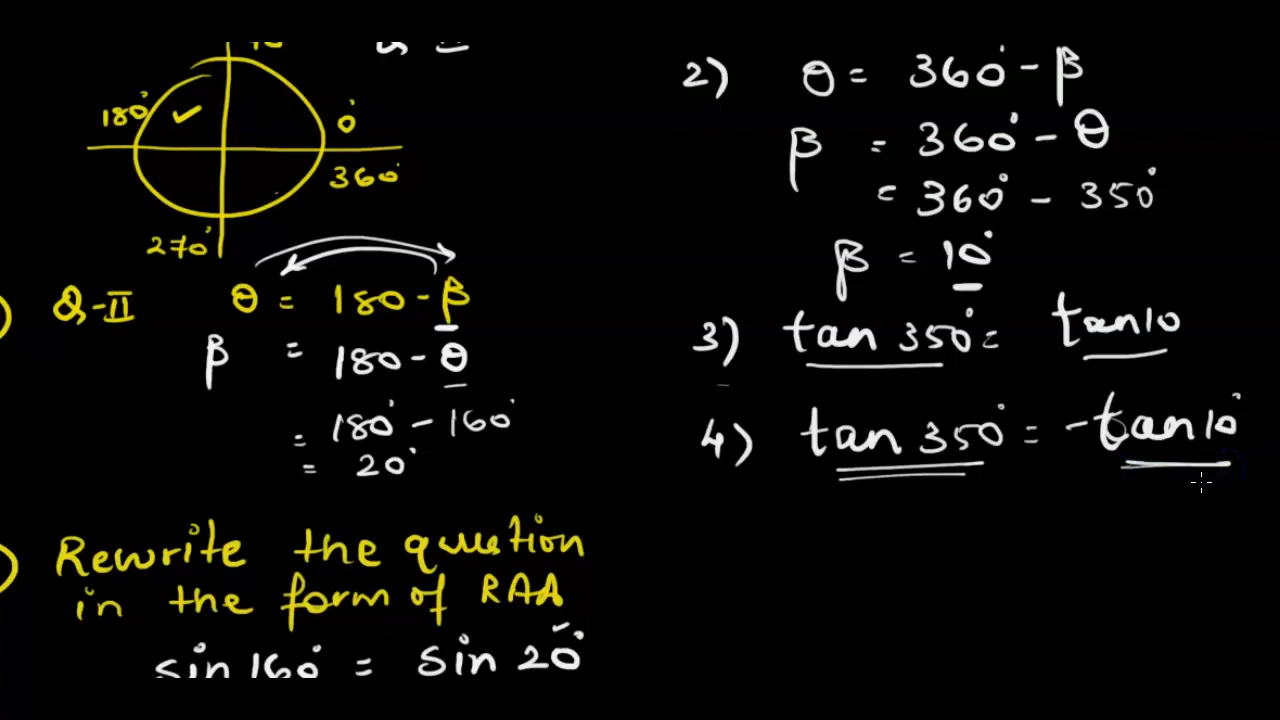 180°
0°
360°
270°
Q-II θ = 180 - β
β = 180 - θ
= 180° - 160°
= 20°
Rewrite the question
in the form of RAA
sin 160° = sin 20°
2) θ = 360° - β
β = 360° - θ
= 360° - 350°
β = 10°
3) tan 350° = tan 10
4) tan 350° = -tan 10°